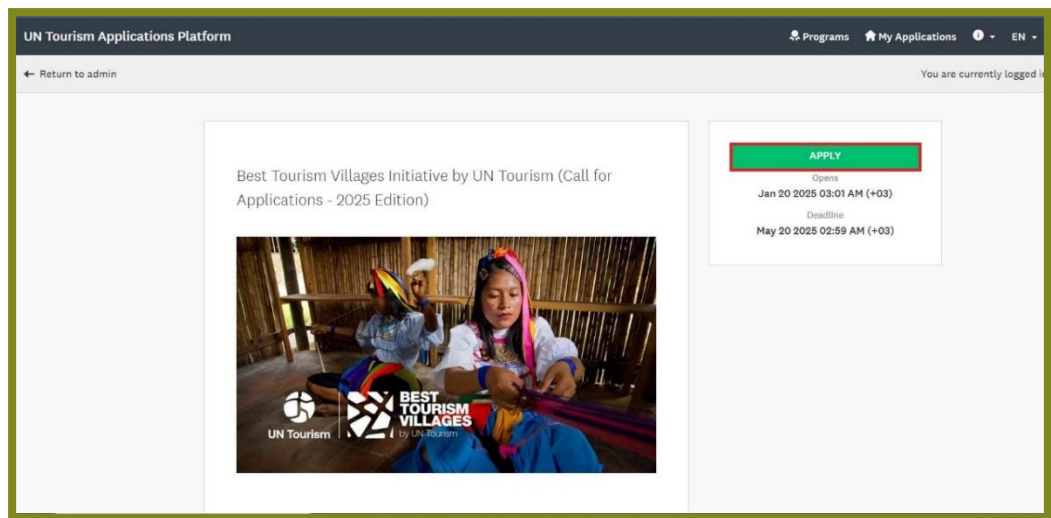 UN Tourism Applications Platform
Programs My Applications EN
Return to admin
You are currently logged in
Best Tourism Villages Initiative by UN Tourism (Call for
Applications - 2025 Edition)
UN Tourism
BEST
TOURISM
VILLAGES
by UN Tourism
APPLY
Opens
Jan 20 2025 03:01 AM (+03)
Deadline
May 20 2025 02:59 AM (+03)